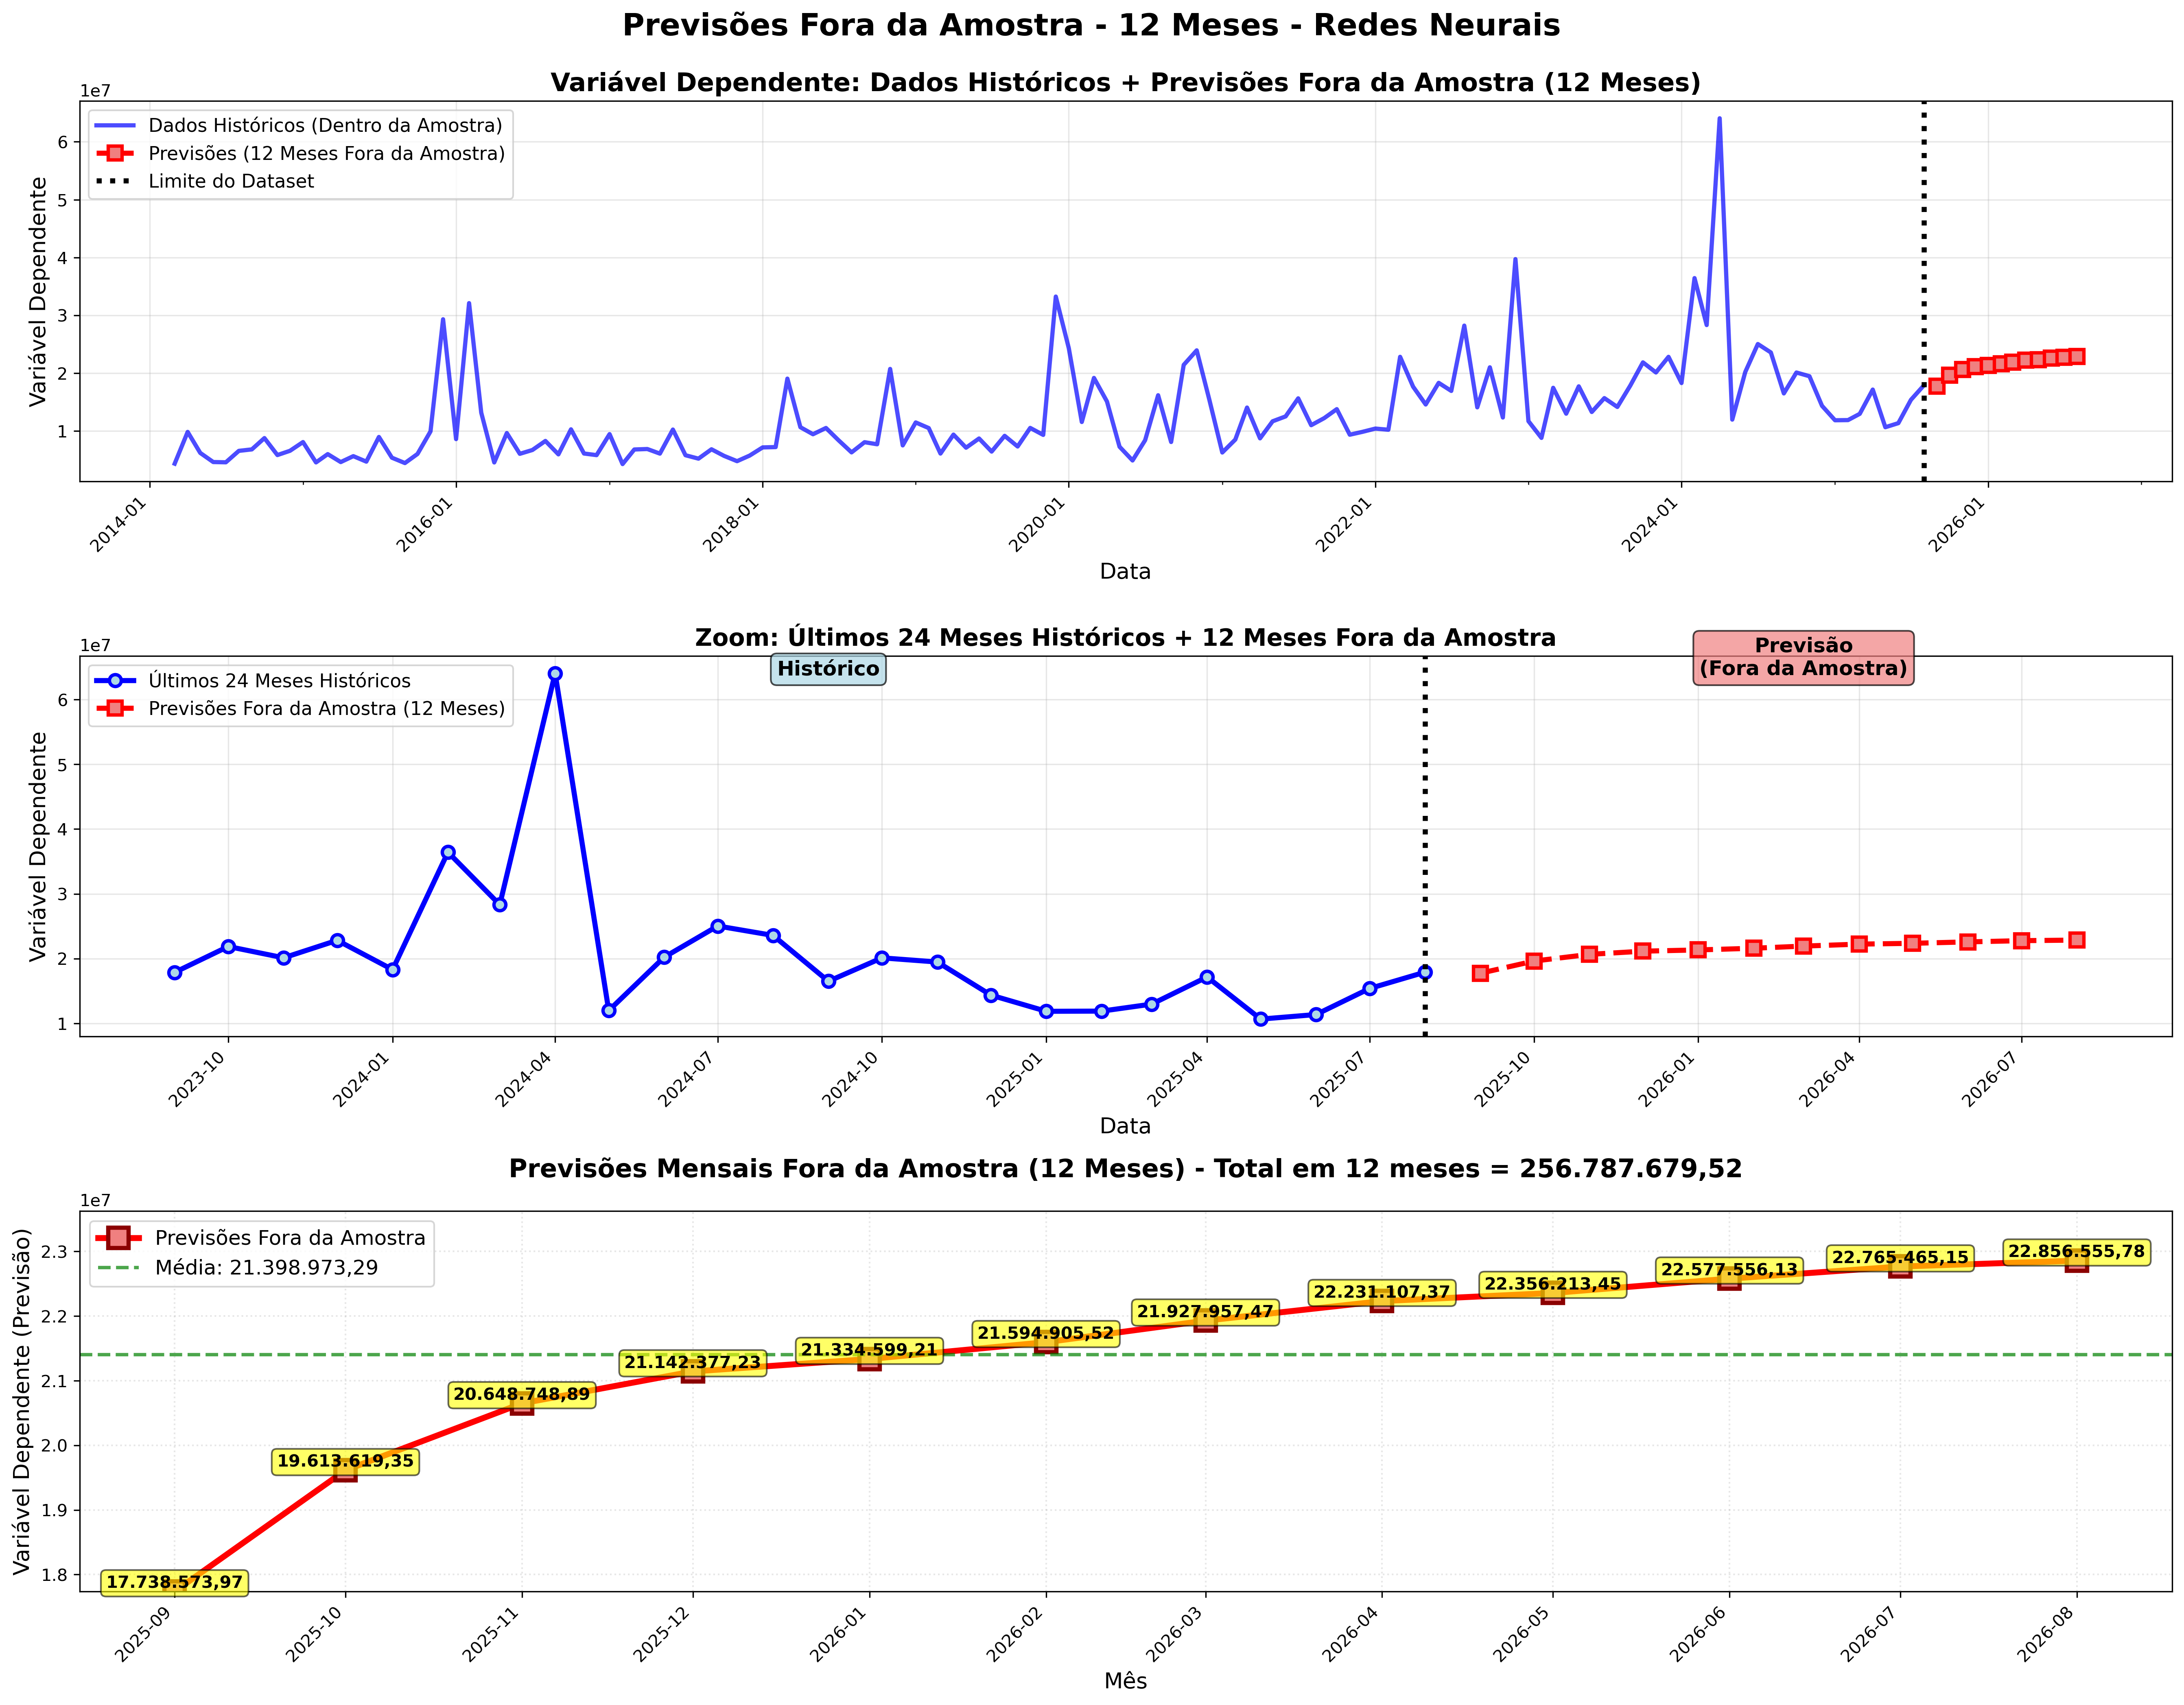 Previsões Fora da Amostra - 12 Meses - Redes Neurais
Variável Dependente: Dados Históricos + Previsões Fora da Amostra (12 Meses)
1e7
Dados Históricos (Dentro da Amostra)
Previsões (12 Meses Fora da Amostra)
Limite do Dataset
Variável Dependente
6
5
4
3
2
1
2014-01
2016-01
2018-01
2020-01
2022-01
2024-01
2026-01
Data
Zoom: Últimos 24 Meses Históricos + 12 Meses Fora da Amostra
1e7
Últimos 24 Meses Históricos
Previsões Fora da Amostra (12 Meses)
Histórico
Previsão
(Fora da Amostra)
Variável Dependente
6
5
4
3
2
1
2023-10
2024-01
2024-04
2024-07
2024-10
2025-01
2025-04
2025-07
2025-10
2026-01
2026-04
2026-07
Data
Previsões Mensais Fora da Amostra (12 Meses) - Total em 12 meses = 256.787.679,52
1e7
Previsões Fora da Amostra
Média: 21.398.973,29
Variável Dependente (Previsão)
2.3
2.2
2.1
2.0
1.9
1.8
17.738.573,97
19.613.619,35
20.648.748,89
21.142.377,23
21.334.599,21
21.594.905,52
21.927.957,47
22.231.107,37
22.356.213,45
22.577.556,13
22.765.465,15
22.856.555,78
2025-09
2025-10
2025-11
2025-12
2026-01
2026-02
2026-03
2026-04
2026-05
2026-06
2026-07
2026-08
Mês